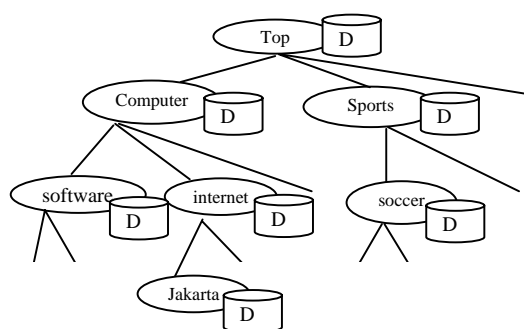 Top D
Computer D
Sports D
software D
internet D
soccer D
Jakarta D